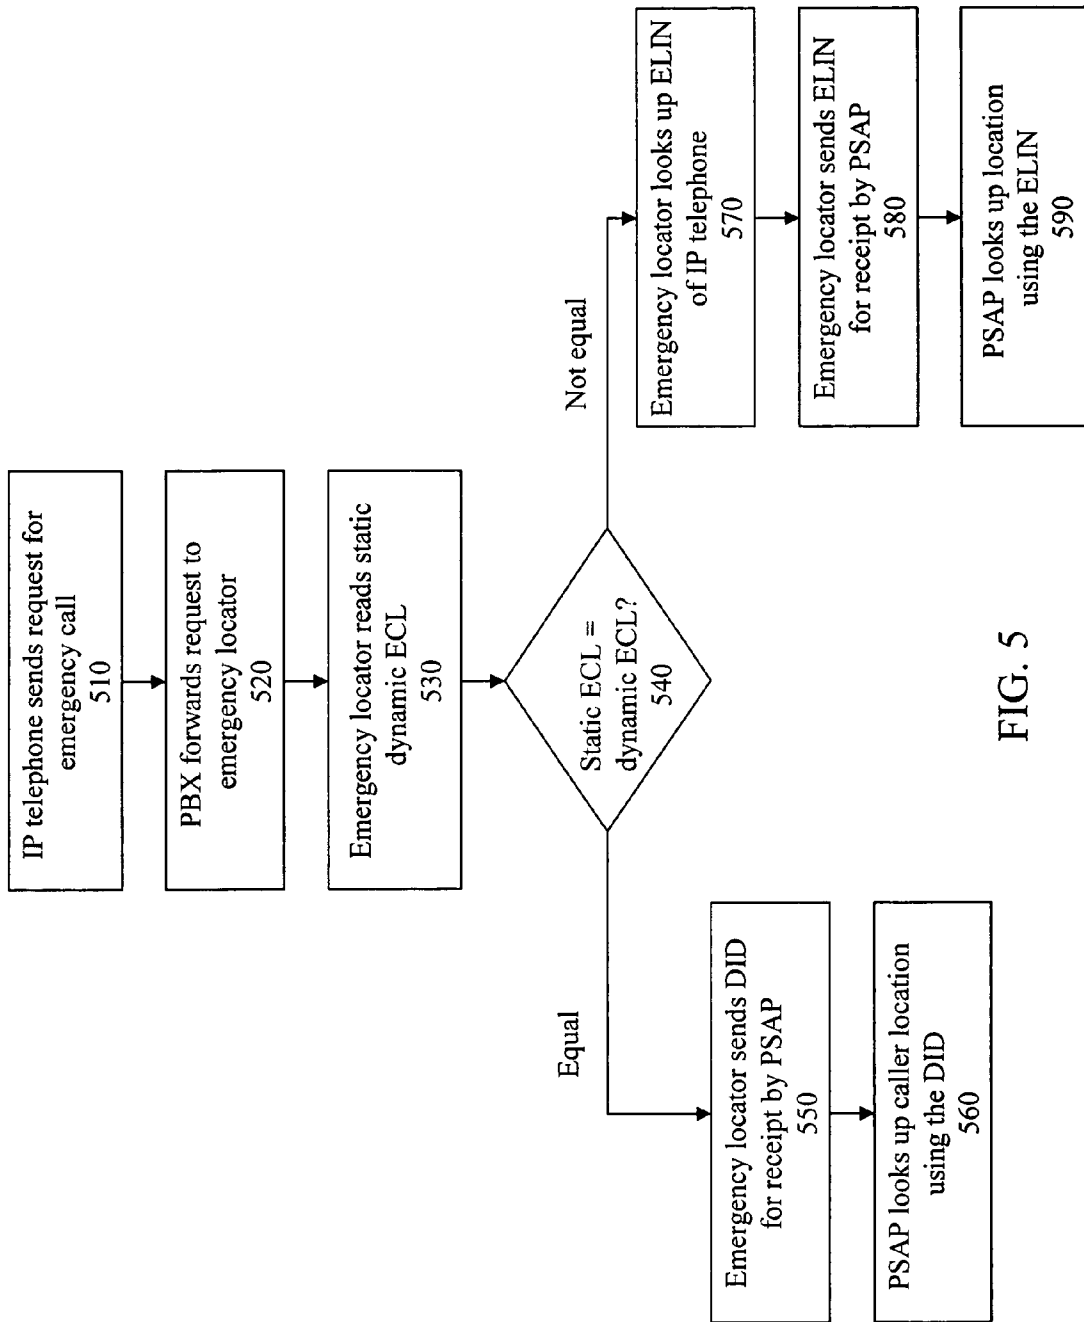 IP telephone sends request for
emergency call
510
PBX forwards request to
emergency locator
520
Emergency locator reads static
dynamic ECL
530
Static ECL =
dynamic ECL?
540
Equal
Emergency locator sends DID
for receipt by PSAP
550
PSAP looks up caller location
using the DID
560
Not equal
Emergency locator looks up ELIN
of IP telephone
570
Emergency locator sends ELIN
for receipt by PSAP
580
PSAP looks up location
using the ELIN
590
FIG. 5